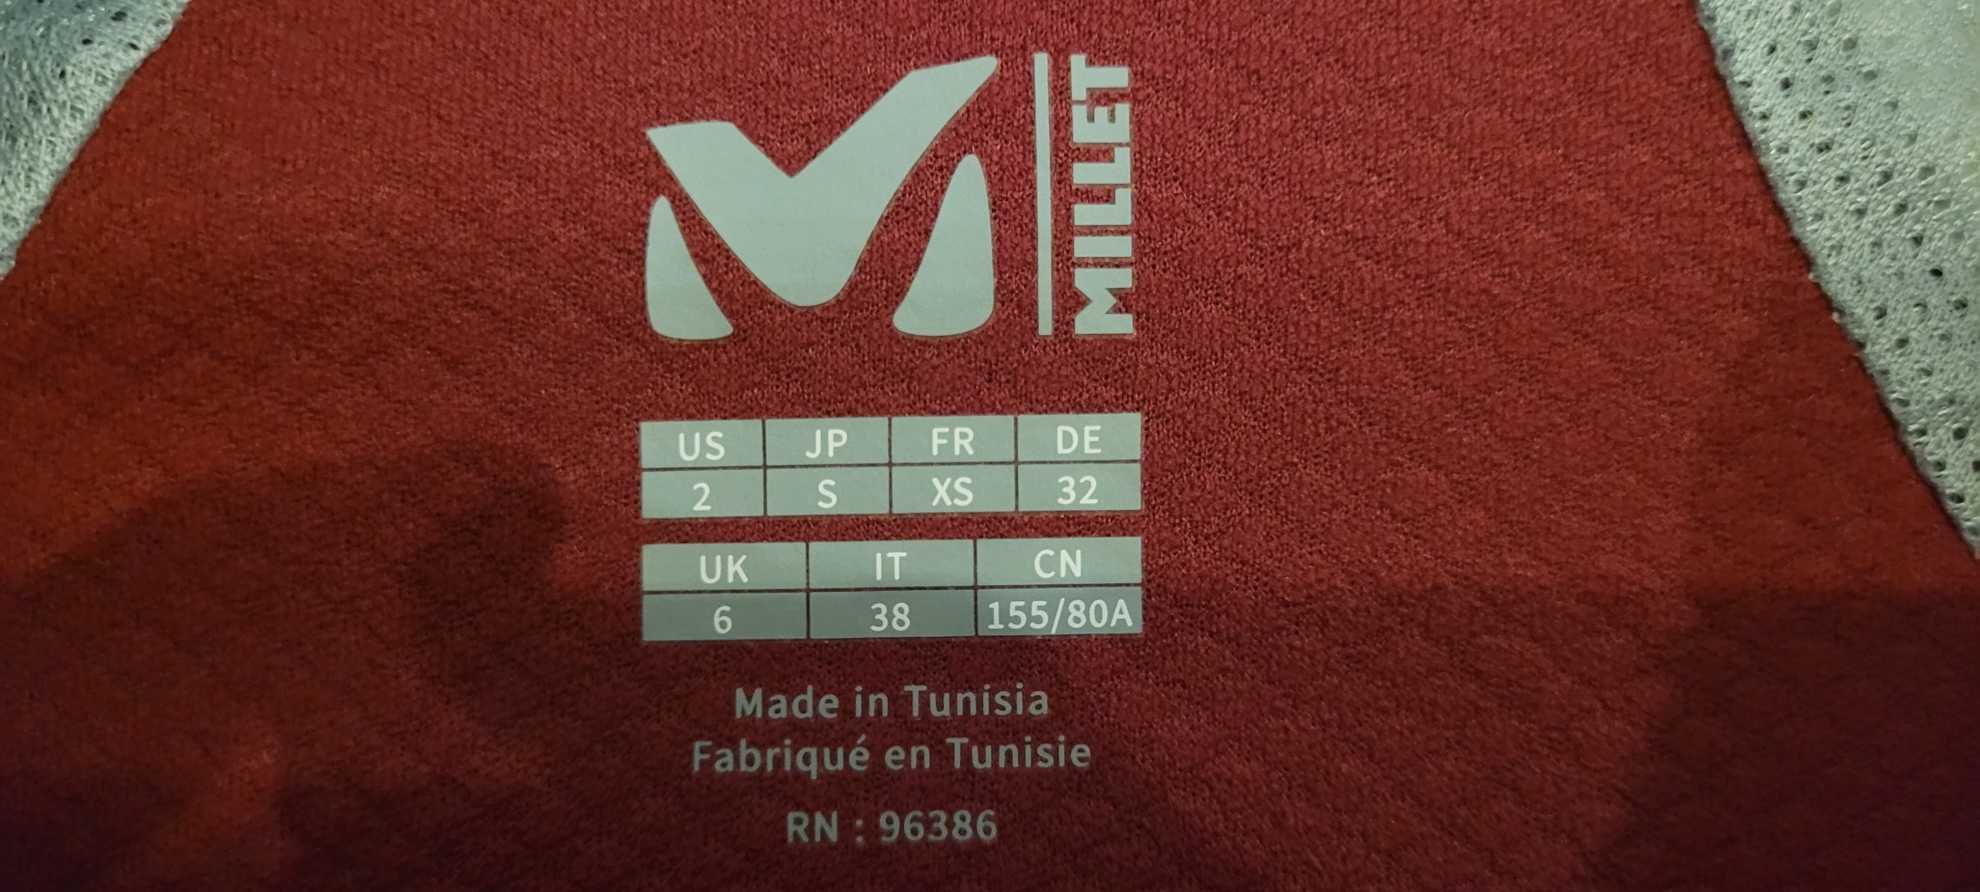 MILLET
US JP FR DE
2 S XS 32
UK IT CN
6 38 155/80A
Made in Tunisia
Fabriqué en Tunisie
RN : 96386